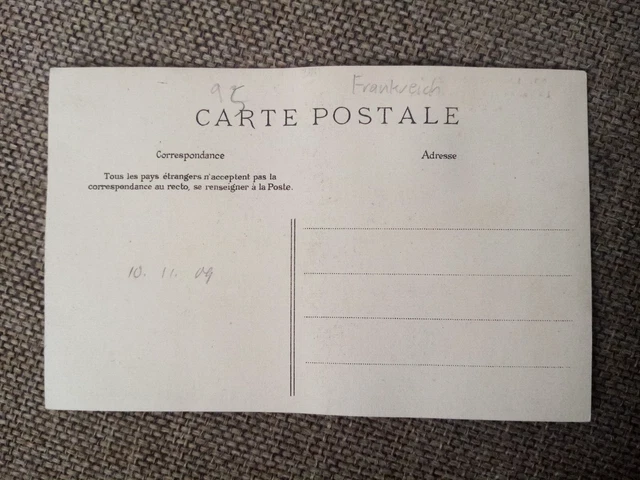 95 Frankreich
CARTE POSTALE
Correspondance
Adresse
Tous les pays étrangers n'acceptent pas la
correspondance au recto, se renseigner à la Poste.
10. 11. 09